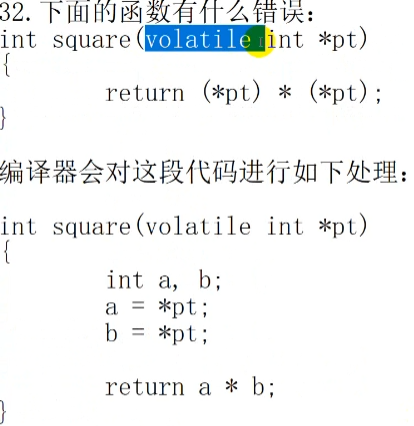 32.下面的函数有什么错误：
int square(volatile int *pt)
{
return (*pt) * (*pt);
}
编译器会对这段代码进行如下处理：
int square(volatile int *pt)
{
int a, b;
a = *pt;
b = *pt;
return a * b;
}